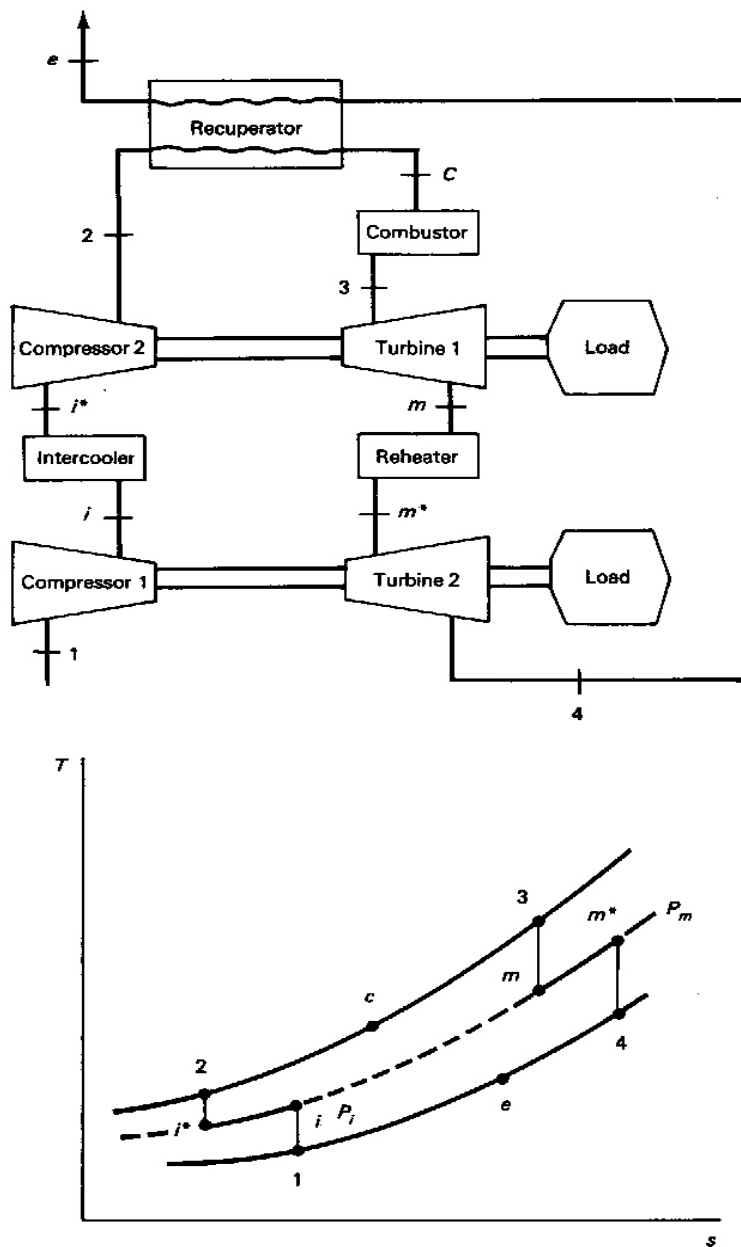 e
Recuperator
C
2
Combustor
3
Compressor 2
Turbine 1
Load
i*
m
Intercooler
Reheater
i
m*
Compressor 1
Turbine 2
Load
1
4
T
3
m*
P_m
m
c
4
2
e
i*
i
P_i
1
s